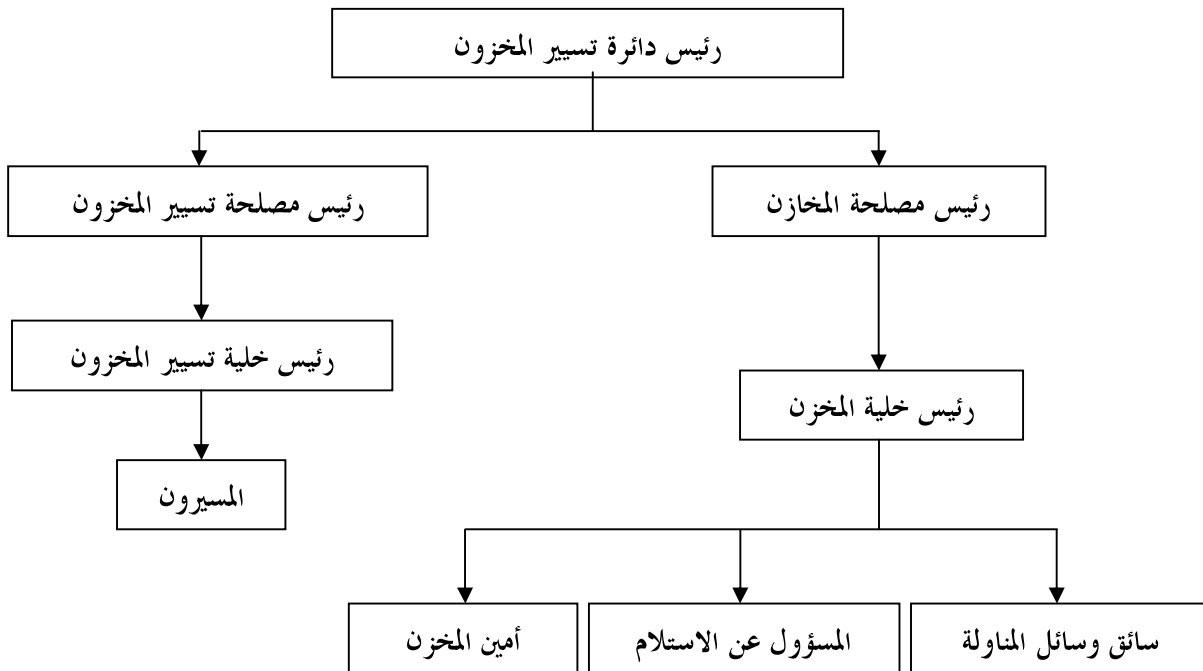 رئيس دائرة تسيير المخزون
رئيس مصلحة المخازن
رئيس مصلحة تسيير المخزون
رئيس خلية تسيير المخزون
رئيس خلية المخزن
المسيرون
سائق وسائل المناولة
المسؤول عن الاستلام
أمين المخزن